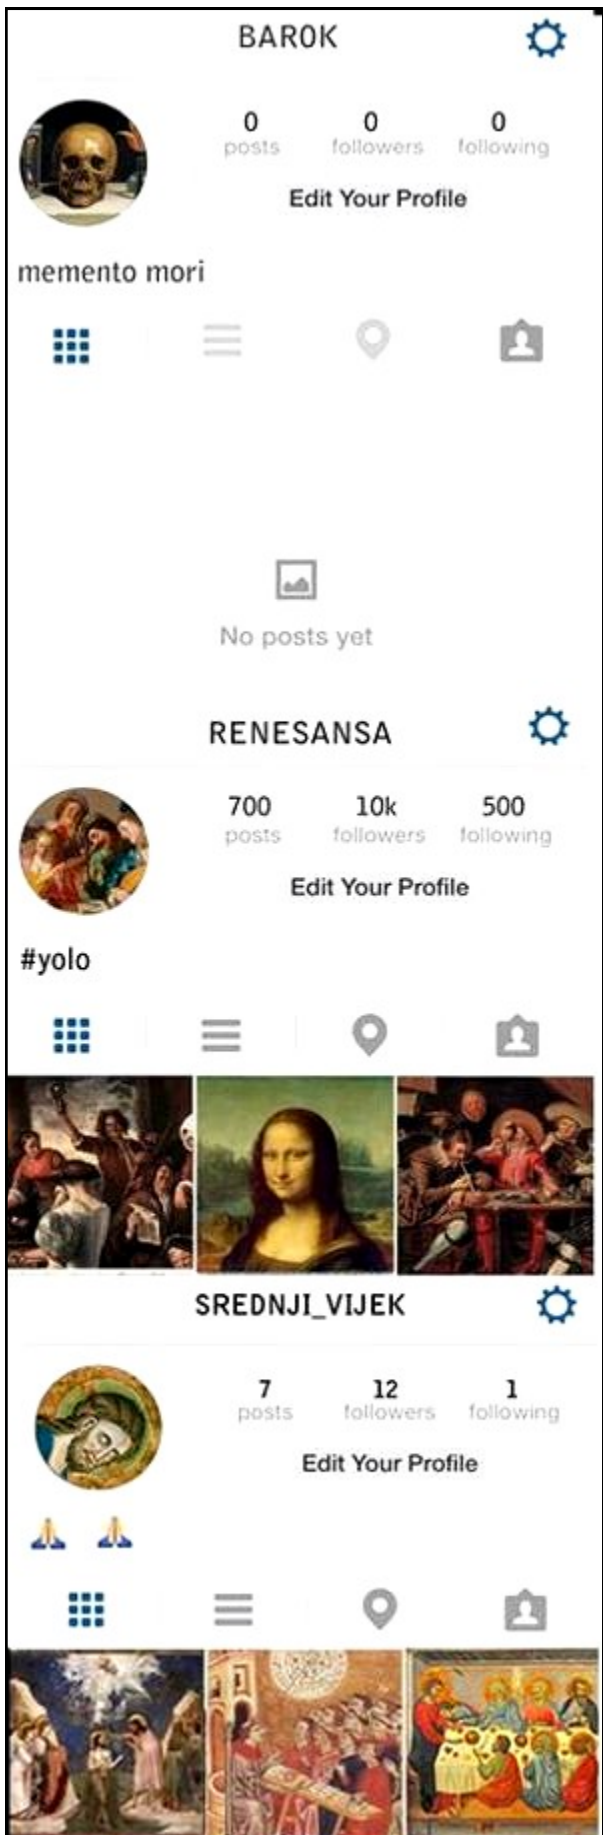 BAROK
0 0 0
posts followers following
Edit Your Profile
memento mori
No posts yet
RENESANSA
700 10k 500
posts followers following
Edit Your Profile
#yolo
SREDNJI_VIJEK
7 12 1
posts followers following
Edit Your Profile
🙏 🙏